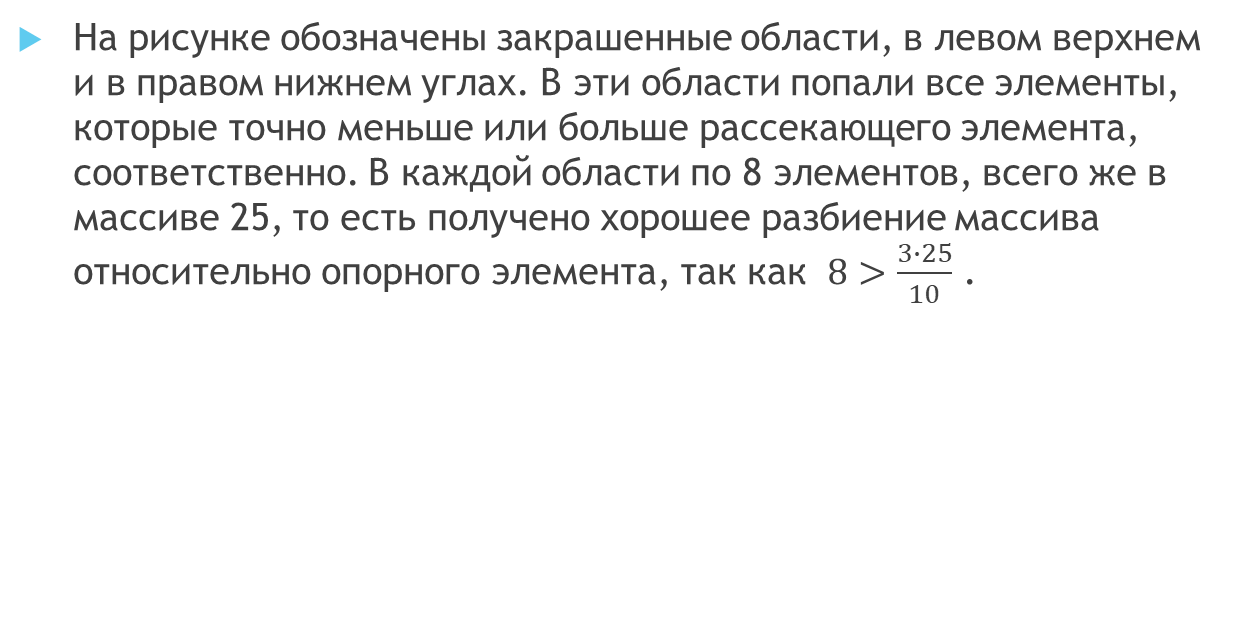 На рисунке обозначены закрашенные области, в левом верхнем
и в правом нижнем углах. В эти области попали все элементы,
которые точно меньше или больше рассекающего элемента,
соответственно. В каждой области по 8 элементов, всего же в
массиве 25, то есть получено хорошее разбиение массива
относительно опорного элемента, так как 8 > 3·25/10 .